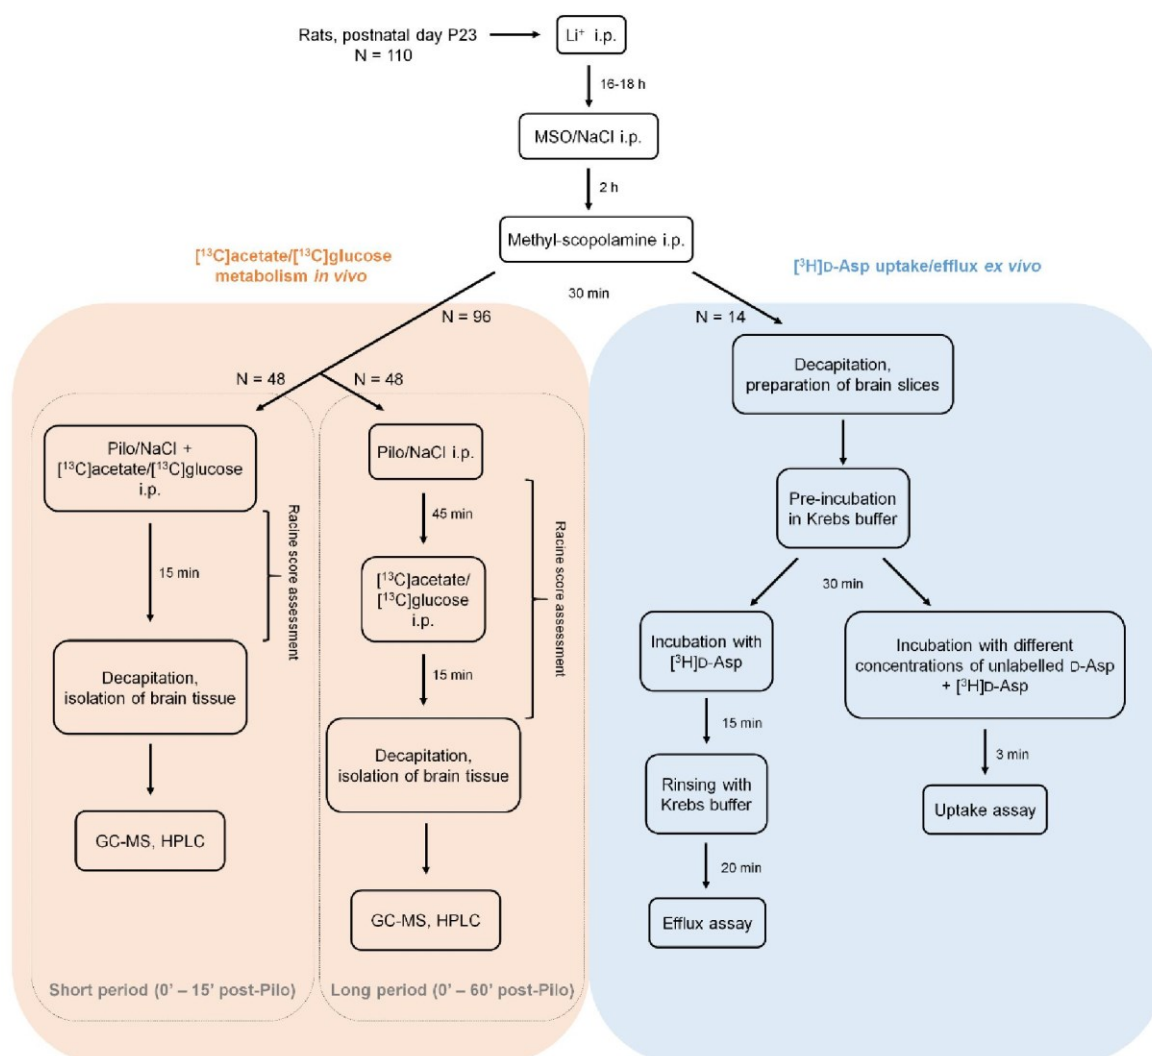 Rats, postnatal day P23
N = 110
Li⁺ i.p.
16-18 h
MSO/NaCl i.p.
2 h
Methyl-scopolamine i.p.
[¹³C]acetate/[¹³C]glucose
metabolism in vivo
[³H]D-Asp uptake/efflux ex vivo
30 min
N = 96
N = 14
N = 48
N = 48
Pilo/NaCl +
[¹³C]acetate/[¹³C]glucose
i.p.
15 min
Racine score assessment
Decapitation,
isolation of brain tissue
GC-MS, HPLC
Short period (0’ – 15’ post-Pilo)
Pilo/NaCl i.p.
45 min
[¹³C]acetate/
[¹³C]glucose
i.p.
15 min
Racine score assessment
Decapitation,
isolation of brain tissue
GC-MS, HPLC
Long period (0’ – 60’ post-Pilo)
Decapitation,
preparation of brain slices
Pre-incubation
in Krebs buffer
30 min
Incubation with
[³H]D-Asp
15 min
Rinsing with
Krebs buffer
20 min
Efflux assay
Incubation with different
concentrations of unlabelled D-Asp
+ [³H]D-Asp
3 min
Uptake assay